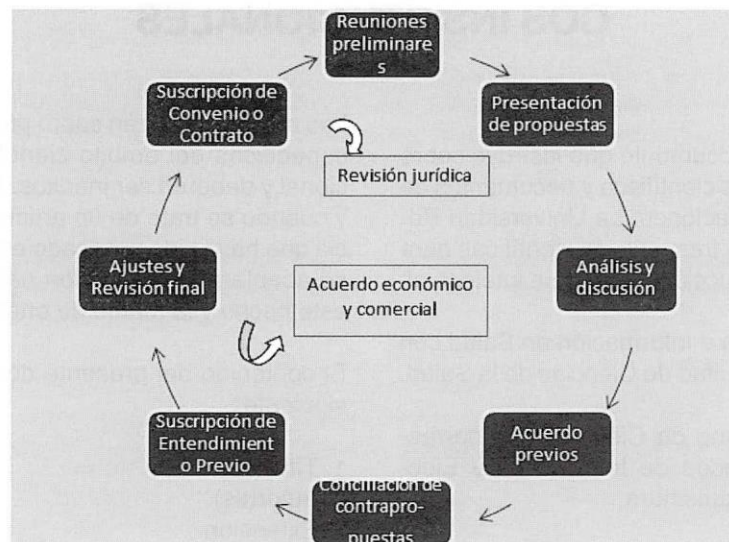 Reuniones
preliminare
s
Presentación
de propuestas
Análisis y
discusión
Acuerdo
previos
Conciliación de
contrapro-
puestas
Suscripción de
Entendimient
o Previo
Ajustes y
Revisión final
Suscripción de
Convenio o
Contrato
Revisión jurídica
Acuerdo económico
y comercial